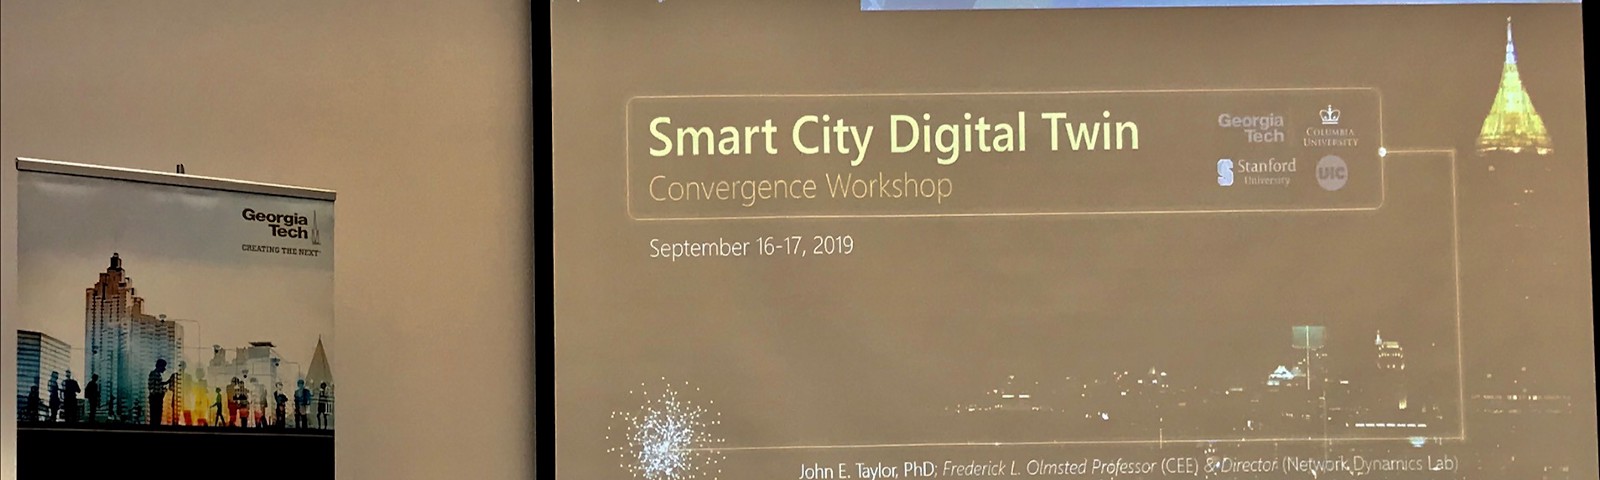 Georgia
Tech
CREATING THE NEXT
Smart City Digital Twin
Convergence Workshop
Georgia
Tech
COLUMBIA
UNIVERSITY
Stanford
University
UIC
September 16-17, 2019
John E. Taylor, PhD; Frederick L. Olmsted Professor (CEE) & Director (Network Dynamics Lab)